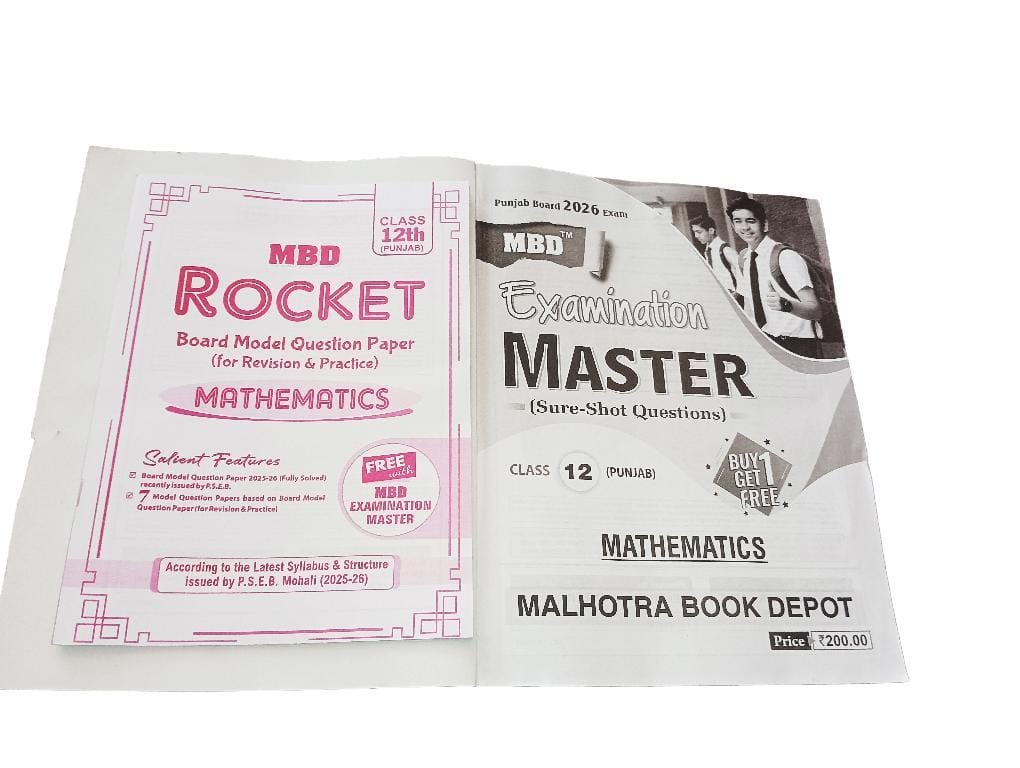 CLASS
12th
(PUNJAB)
MBD
ROCKET
Board Model Question Paper
(for Revision & Practice)
MATHEMATICS
Salient Features
Board Model Question Paper 2025-26 (Fully Solved)
recently issued by P.S.E.B.
7 Model Question Papers based on Board Model
Question Paper (for Revision & Practice)
FREE
with
MBD
EXAMINATION
MASTER
According to the Latest Syllabus & Structure
issued by P.S.E.B. Mohali (2025-26)
Punjab Board 2026 Exam
MBD™
Examination
MASTER
(Sure-Shot Questions)
CLASS 12 (PUNJAB)
BUY 1
GET
FREE
MATHEMATICS
MALHOTRA BOOK DEPOT
Price ₹200.00